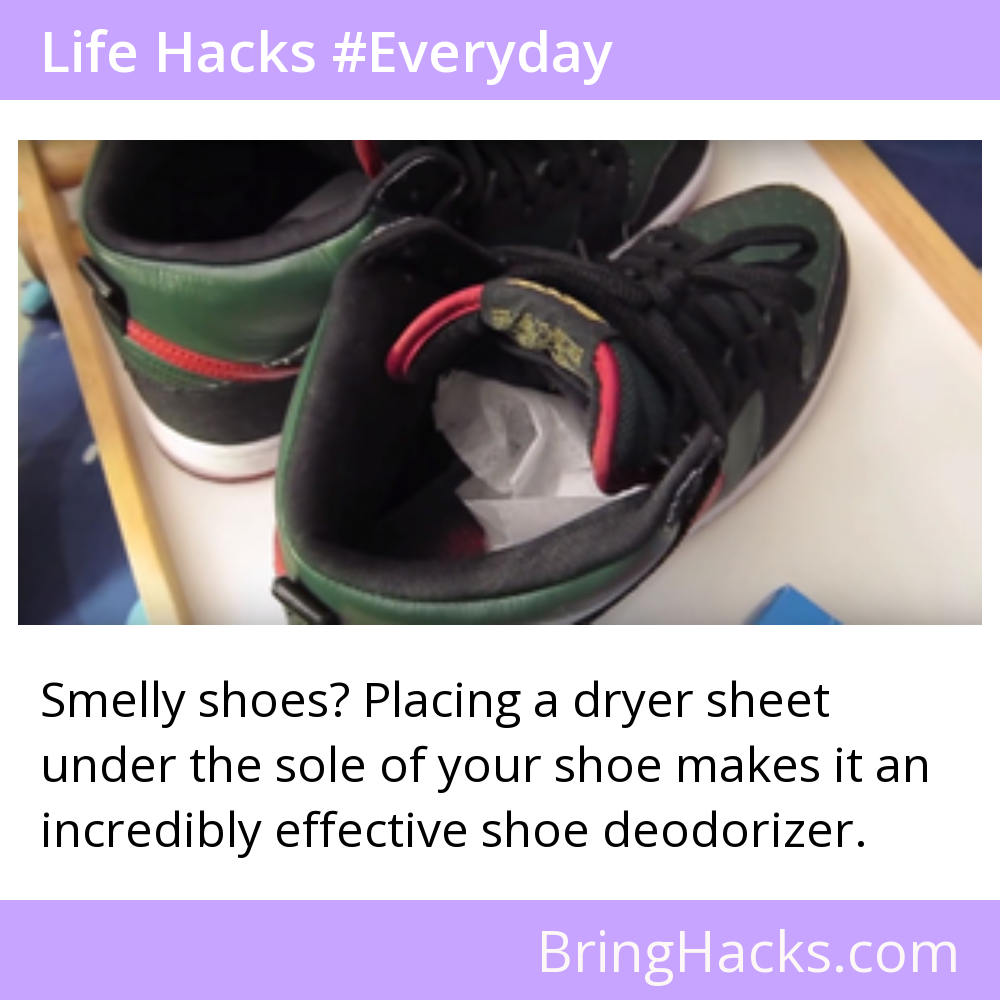 Life Hacks #Everyday
Smelly shoes? Placing a dryer sheet
under the sole of your shoe makes it an
incredibly effective shoe deodorizer.
BringHacks.com